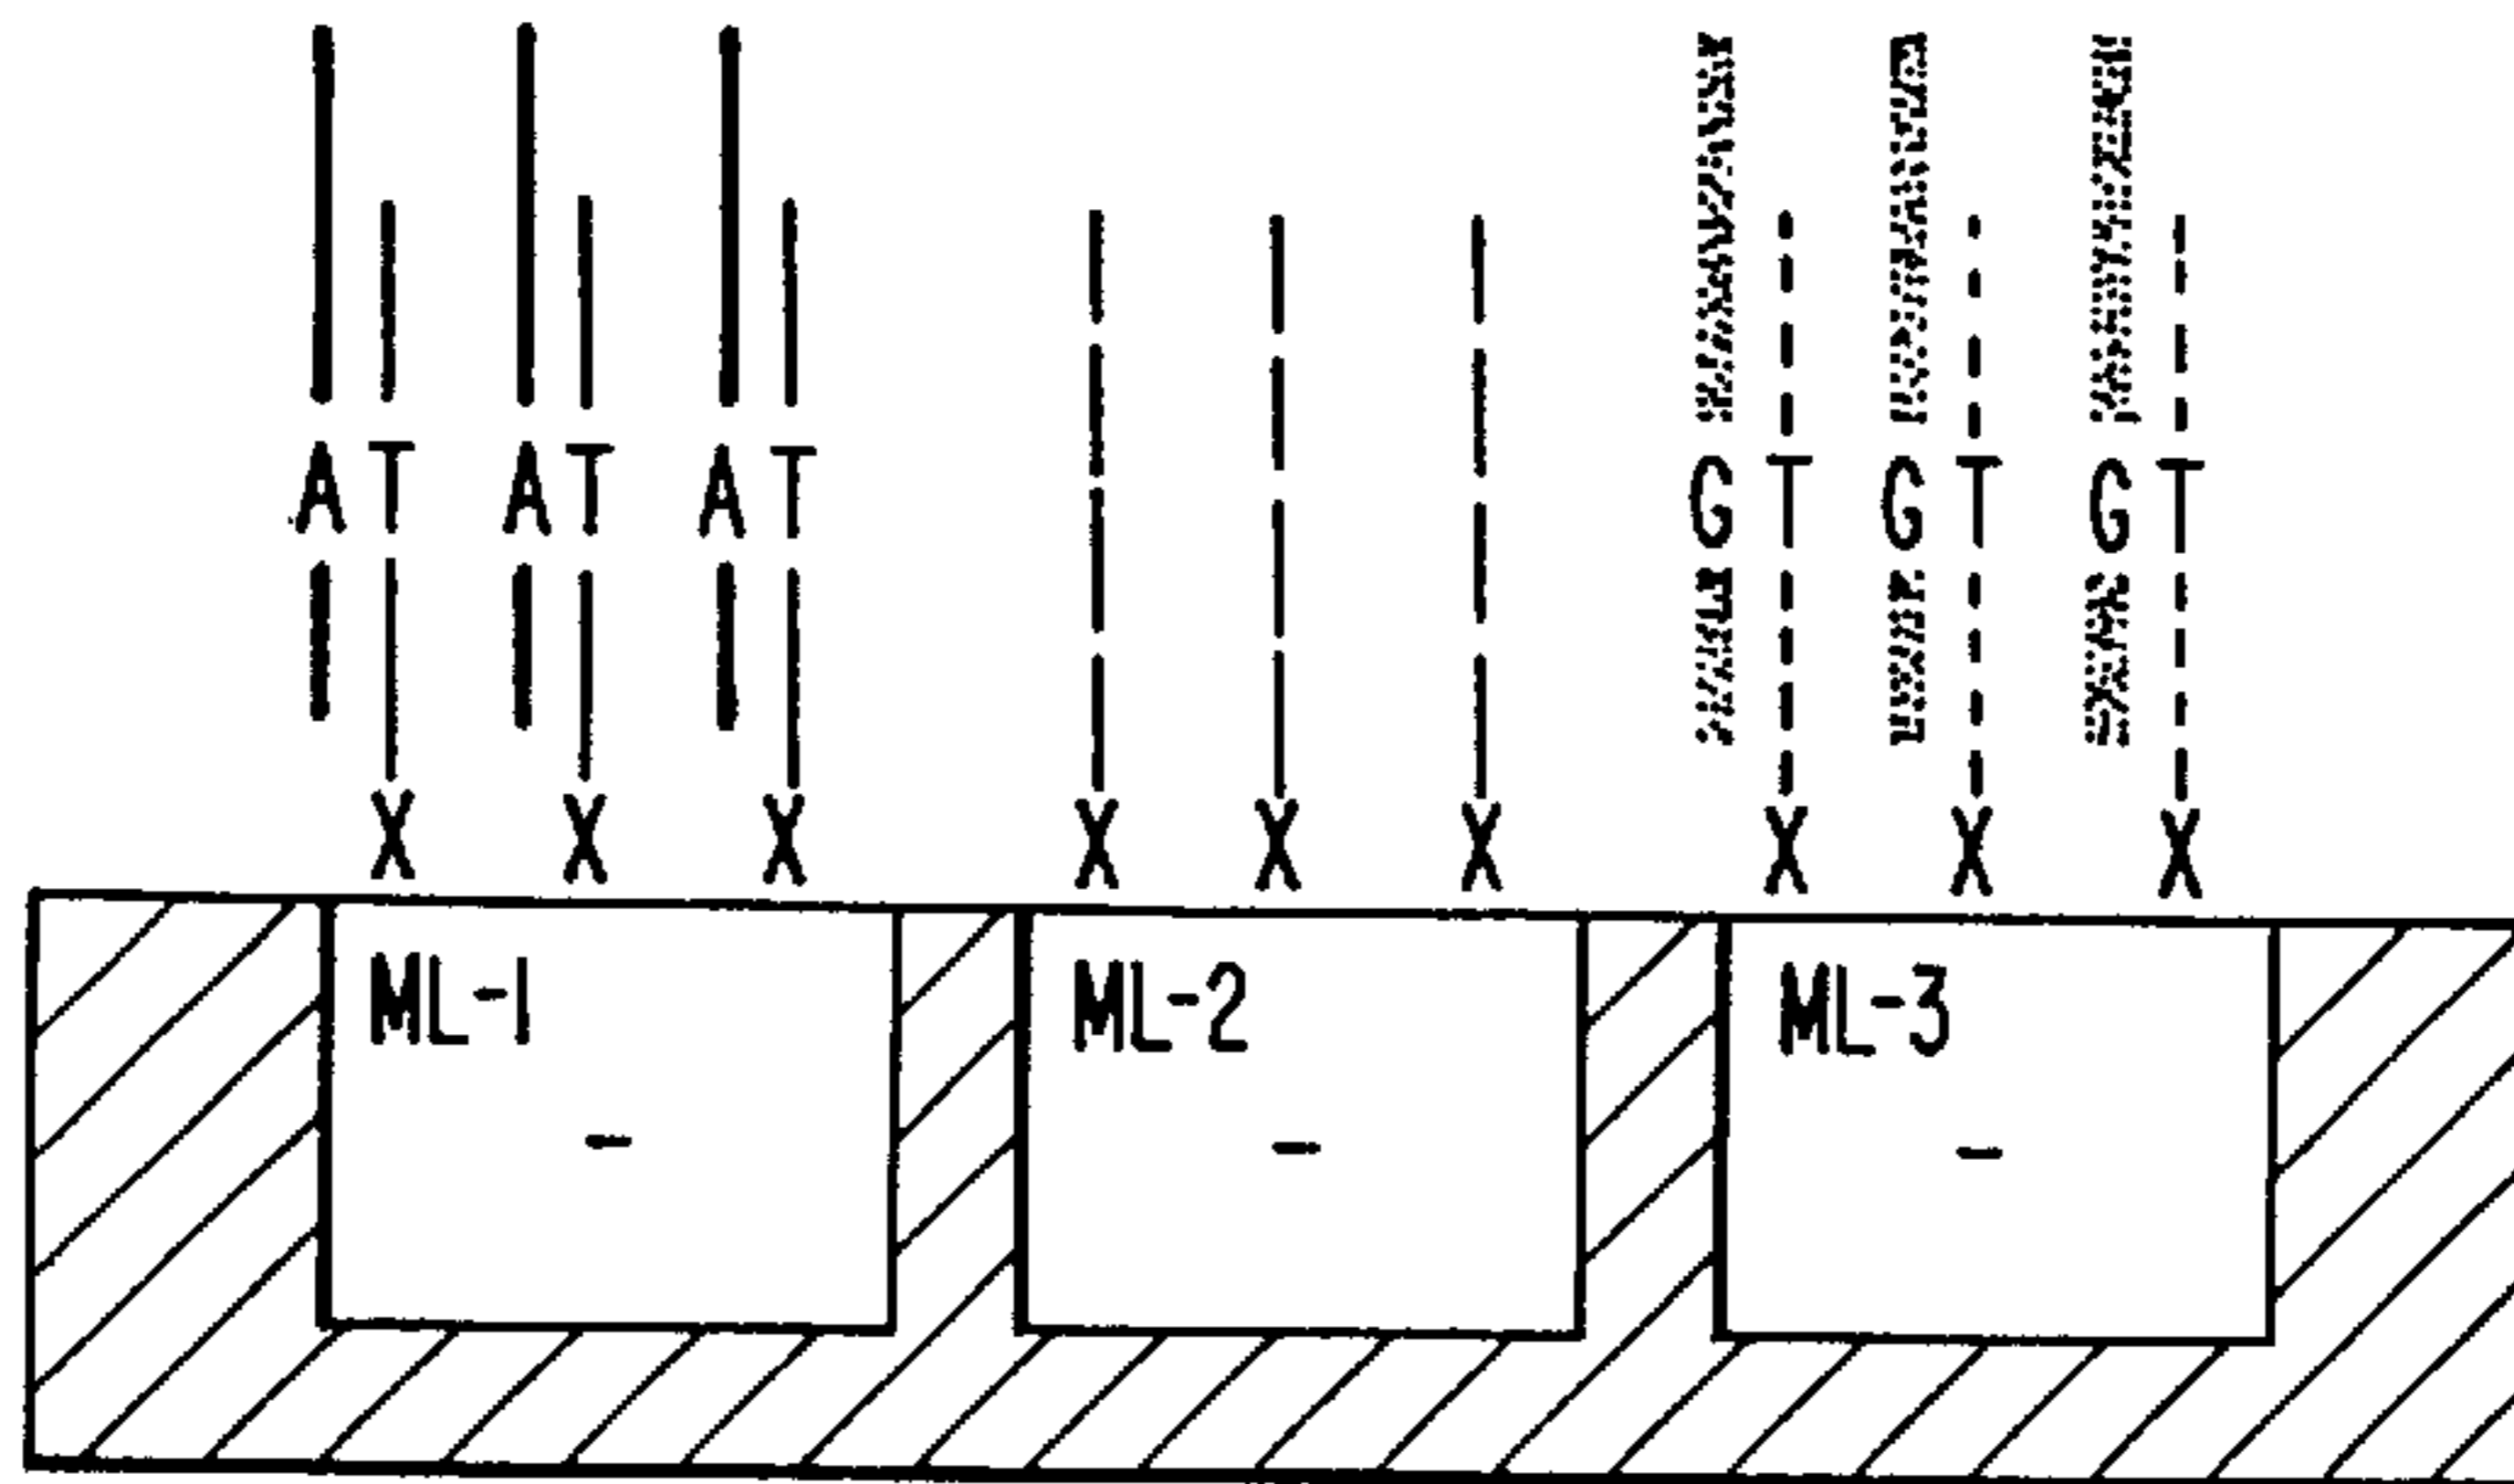 A T A T A T G T G T G T
X X X X X X X X X
ML-1 ML-2 ML-3
- - -